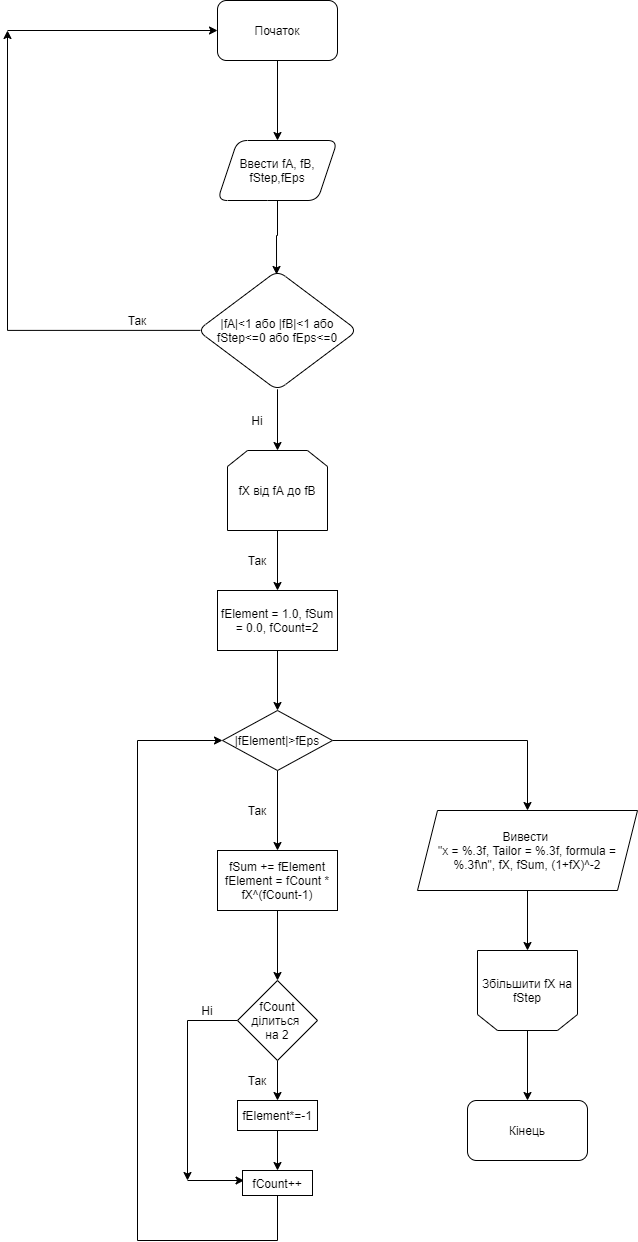 Початок
Ввести fA, fB,
fStep,fEps
|fA|<1 або |fB|<1 або
fStep<=0 або fEps<=0
Так
Ні
fX від fA до fB
Так
fElement = 1.0, fSum
= 0.0, fCount=2
|fElement|>fEps
Так
fSum += fElement
fElement = fCount *
fX^(fCount-1)
fCount
ділиться
на 2
Ні
Так
fElement*=-1
fCount++
Вивести
"x = %.3f, Tailor = %.3f, formula =
%.3f\n", fX, fSum, (1+fX)^-2
Збільшити fX на
fStep
Кінець